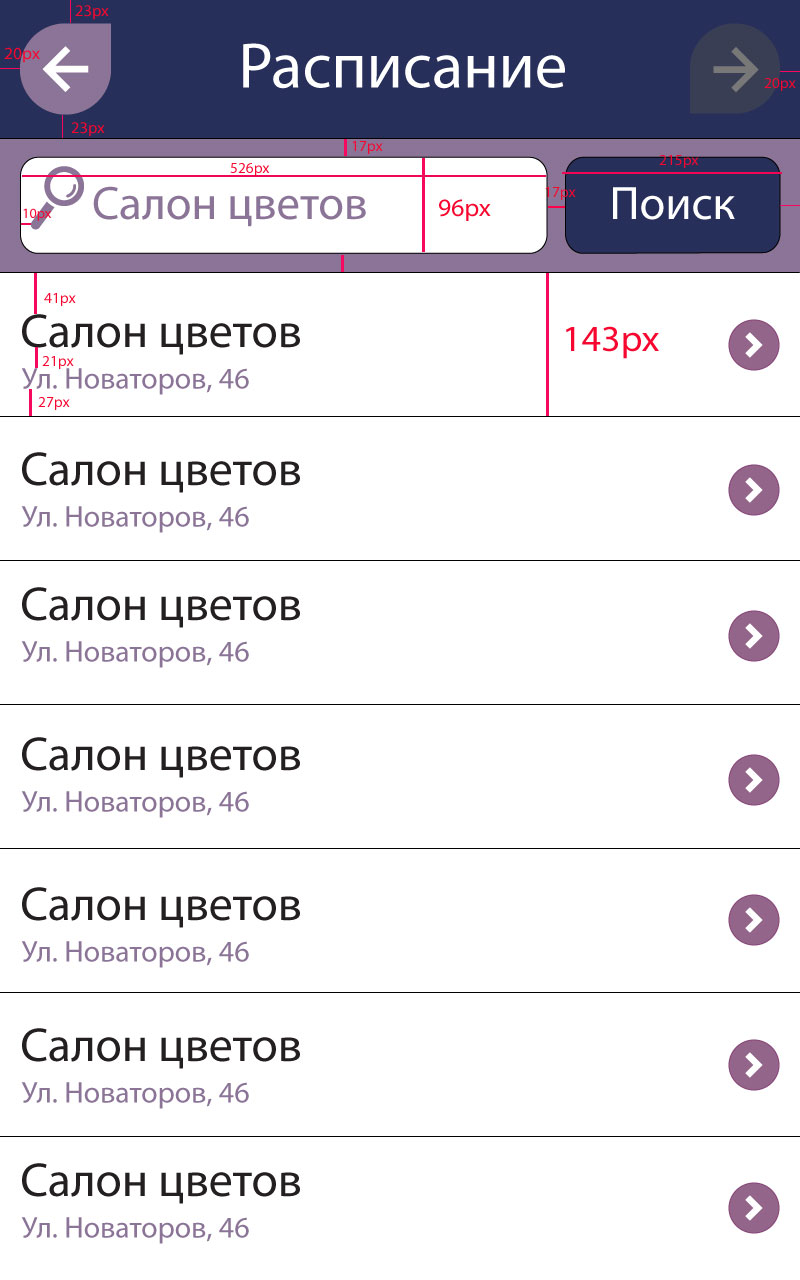 23px
20px
Расписание
20px
23px
17px
526px
215px
10px
Салон цветов
96px
17px
Поиск
41px
Салон цветов
143px
21px
Ул. Новаторов, 46
27px
Салон цветов
Ул. Новаторов, 46
Салон цветов
Ул. Новаторов, 46
Салон цветов
Ул. Новаторов, 46
Салон цветов
Ул. Новаторов, 46
Салон цветов
Ул. Новаторов, 46
Салон цветов
Ул. Новаторов, 46